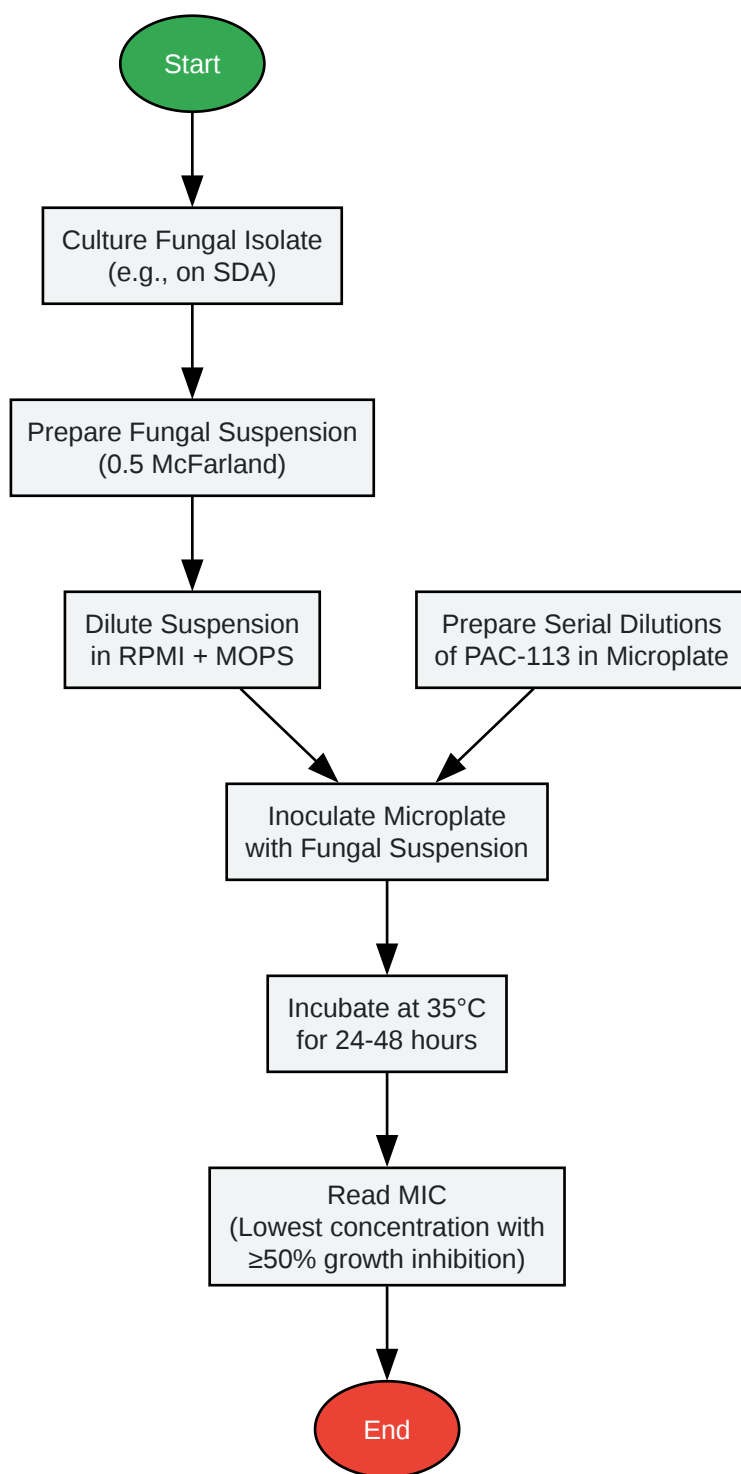 Start
Culture Fungal Isolate
(e.g., on SDA)
Prepare Fungal Suspension
(0.5 McFarland)
Dilute Suspension
in RPMI + MOPS
Prepare Serial Dilutions
of PAC-113 in Microplate
Inoculate Microplate
with Fungal Suspension
Incubate at 35°C
for 24-48 hours
Read MIC
(Lowest concentration with
≥50% growth inhibition)
End